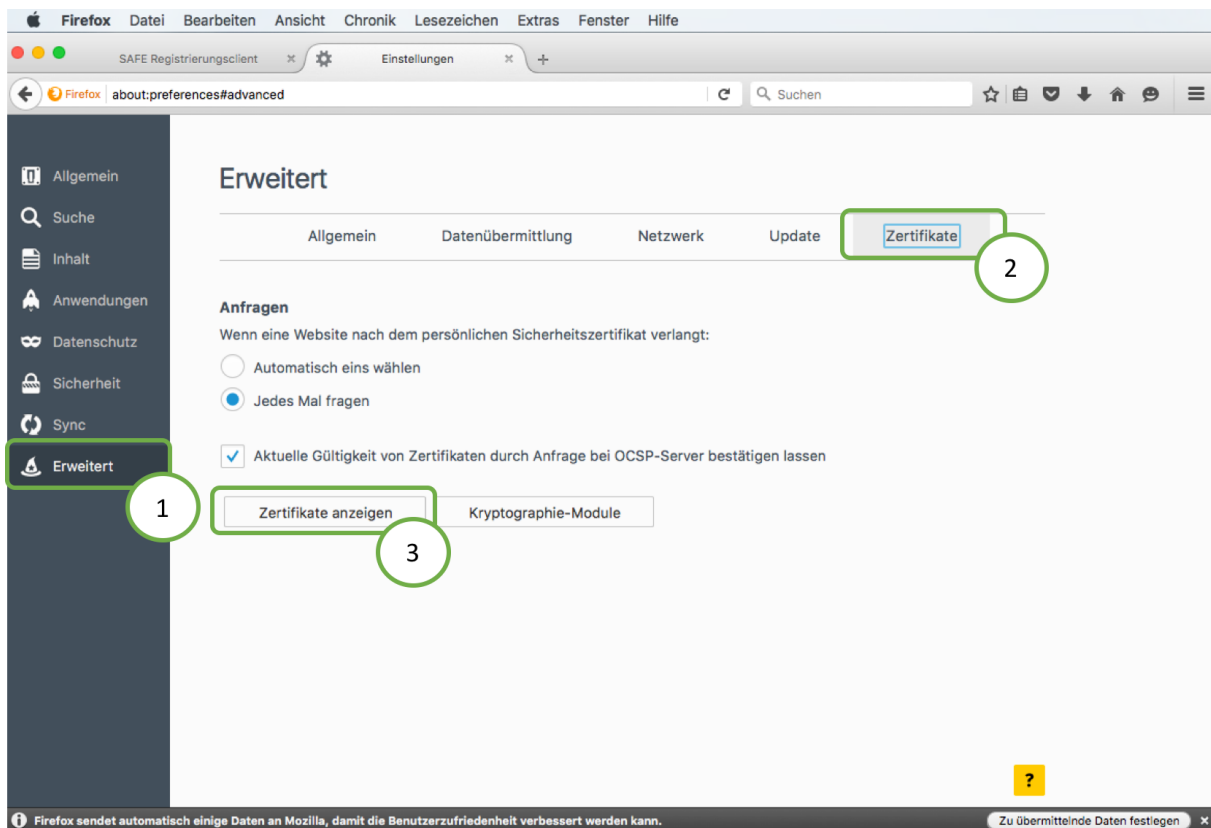 Firefox Datei Bearbeiten Ansicht Chronik Lesezeichen Extras Fenster Hilfe
SAFE Registrierungsclient Einstellungen
Firefox about:preferences#advanced Suchen
Allgemein
Suche
Inhalt
Anwendungen
Datenschutz
Sicherheit
Sync
Erweitert
1
Erweitert
Allgemein Datenübermittlung Netzwerk Update Zertifikate
2
Anfragen
Wenn eine Website nach dem persönlichen Sicherheitszertifikat verlangt:
Automatisch eins wählen
Jedes Mal fragen
Aktuelle Gültigkeit von Zertifikaten durch Anfrage bei OCSP-Server bestätigen lassen
Zertifikate anzeigen Kryptographie-Module
3
?
Firefox sendet automatisch einige Daten an Mozilla, damit die Benutzerzufriedenheit verbessert werden kann. Zu übermittelnde Daten festlegen